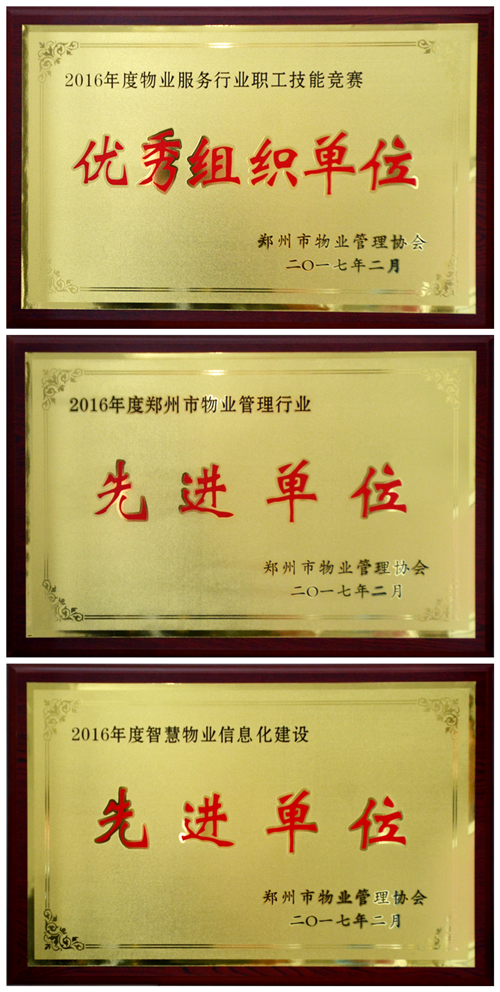 2016年度物业服务行业职工技能竞赛
优秀组织单位
郑州市物业管理协会
二〇一七年二月
2016年度郑州市物业管理行业
先进单位
郑州市物业管理协会
二〇一七年二月
2016年度智慧物业信息化建设
先进单位
郑州市物业管理协会
二〇一七年二月